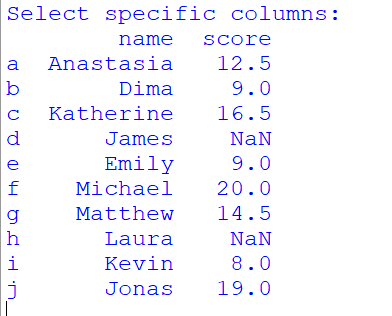 Select specific columns:
        name  score
a  Anastasia   12.5
b       Dima    9.0
c  Katherine   16.5
d      James    NaN
e      Emily    9.0
f    Michael   20.0
g    Matthew   14.5
h      Laura    NaN
i      Kevin    8.0
j      Jonas   19.0